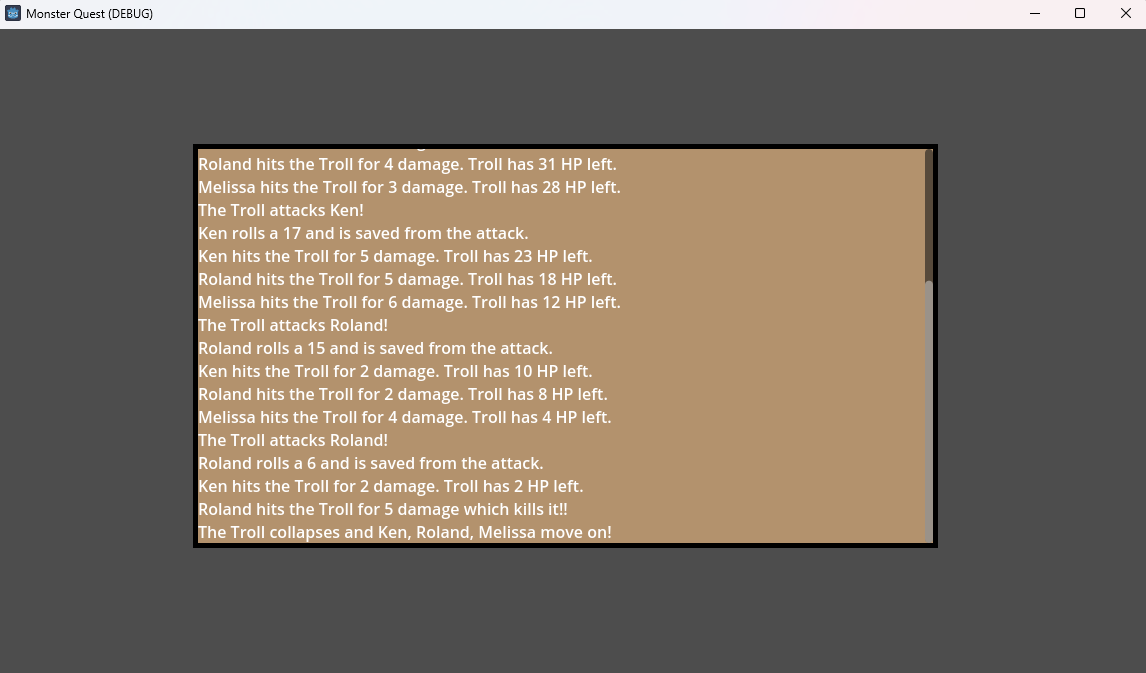 Monster Quest (DEBUG)
Roland hits the Troll for 4 damage. Troll has 31 HP left.
Melissa hits the Troll for 3 damage. Troll has 28 HP left.
The Troll attacks Ken!
Ken rolls a 17 and is saved from the attack.
Ken hits the Troll for 5 damage. Troll has 23 HP left.
Roland hits the Troll for 5 damage. Troll has 18 HP left.
Melissa hits the Troll for 6 damage. Troll has 12 HP left.
The Troll attacks Roland!
Roland rolls a 15 and is saved from the attack.
Ken hits the Troll for 2 damage. Troll has 10 HP left.
Roland hits the Troll for 2 damage. Troll has 8 HP left.
Melissa hits the Troll for 4 damage. Troll has 4 HP left.
The Troll attacks Roland!
Roland rolls a 6 and is saved from the attack.
Ken hits the Troll for 2 damage. Troll has 2 HP left.
Roland hits the Troll for 5 damage which kills it!!
The Troll collapses and Ken, Roland, Melissa move on!